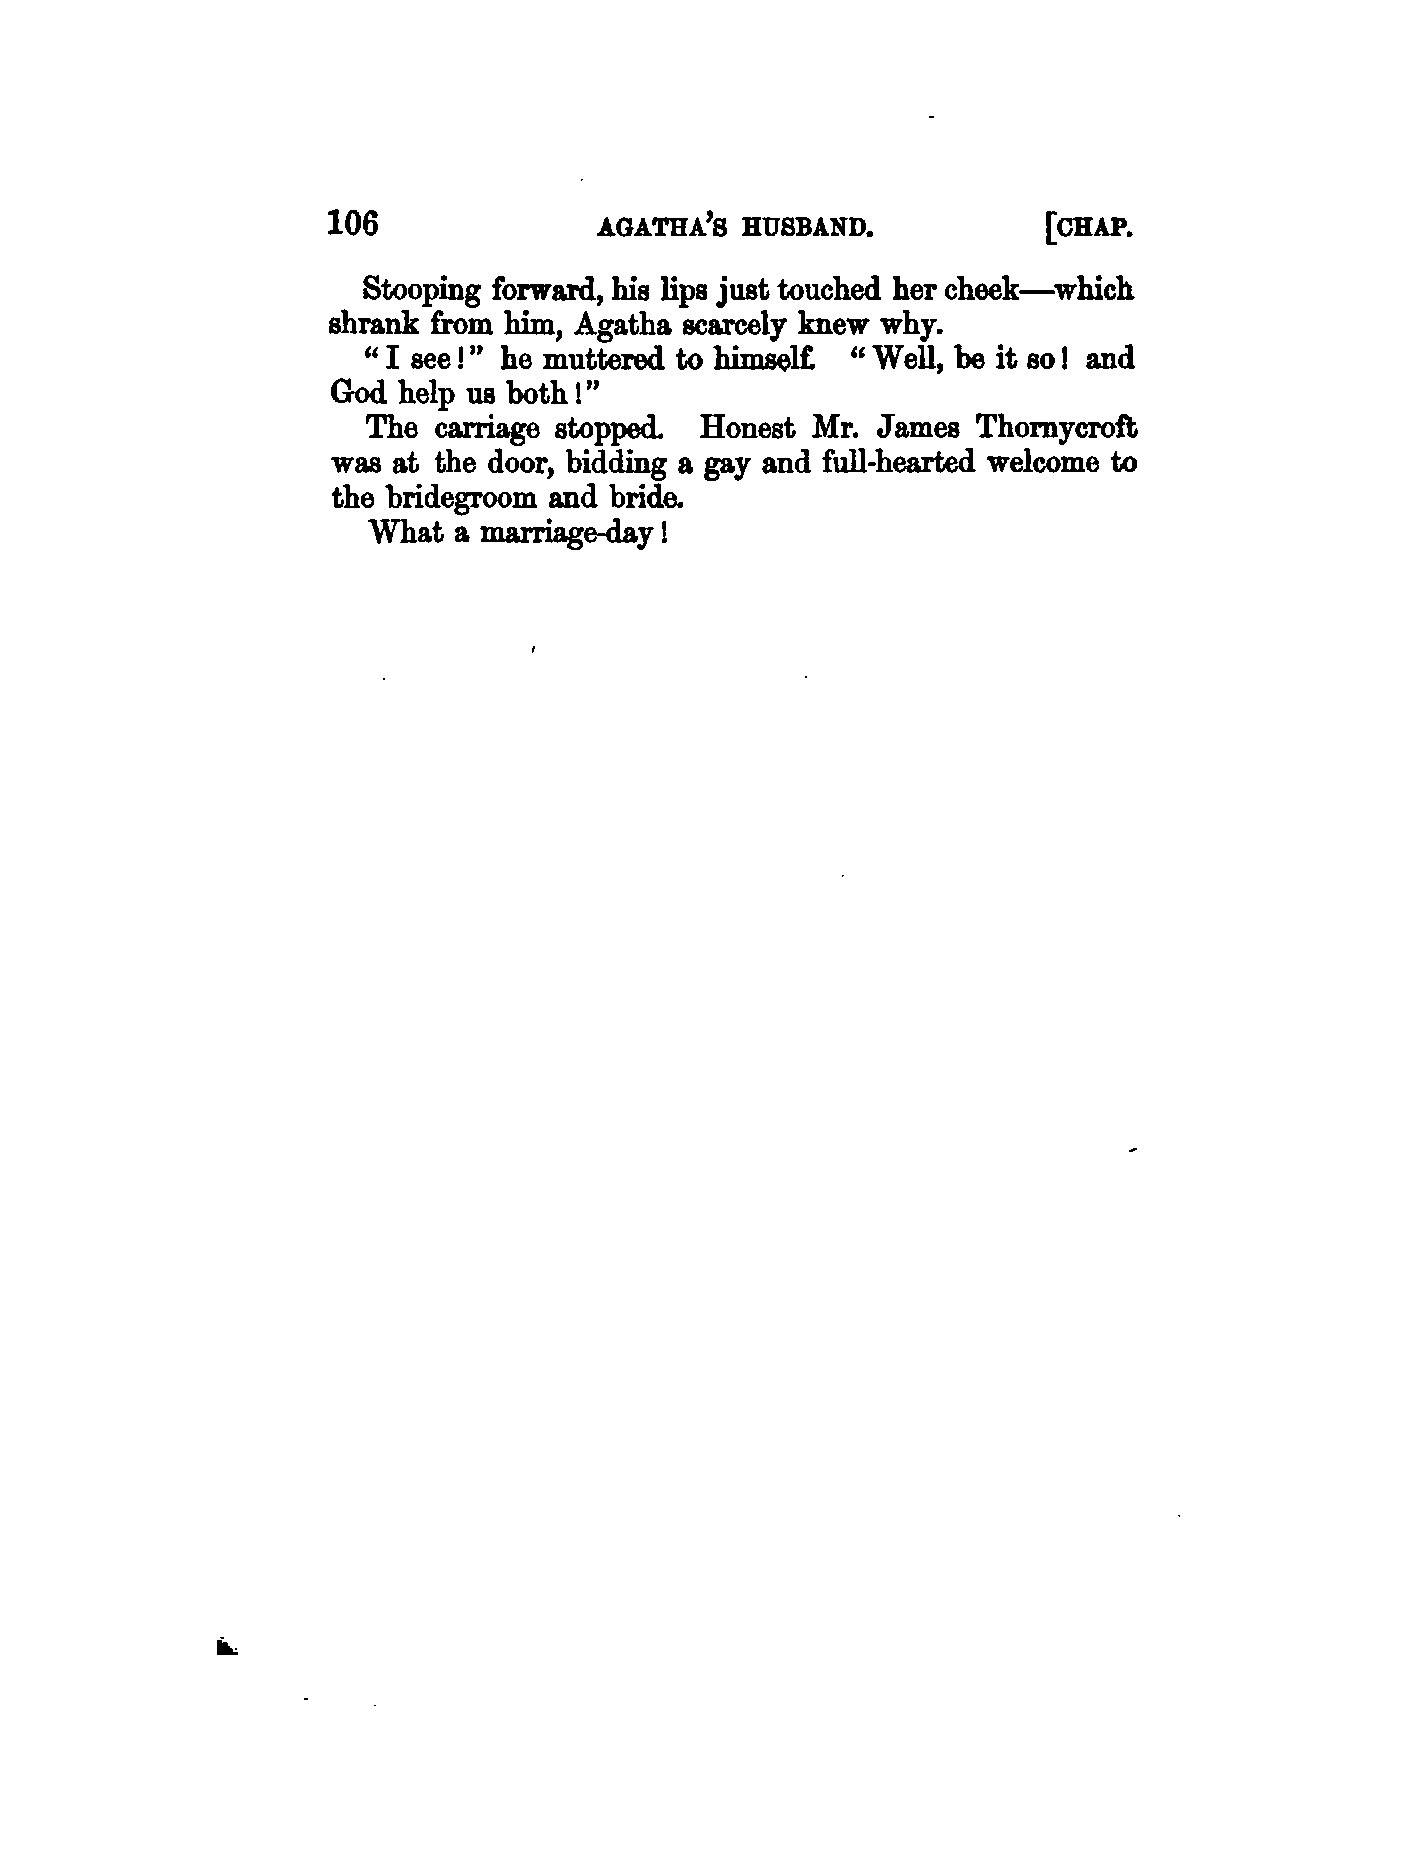 106 AGATHA'S HUSBAND. [CHAP.
Stooping forward, his lips just touched her cheek—which
shrank from him, Agatha scarcely knew why.
“I see!” he muttered to himself. “Well, be it so! and
God help us both!”
The carriage stopped. Honest Mr. James Thornycroft
was at the door, bidding a gay and full-hearted welcome to
the bridegroom and bride.
What a marriage-day!